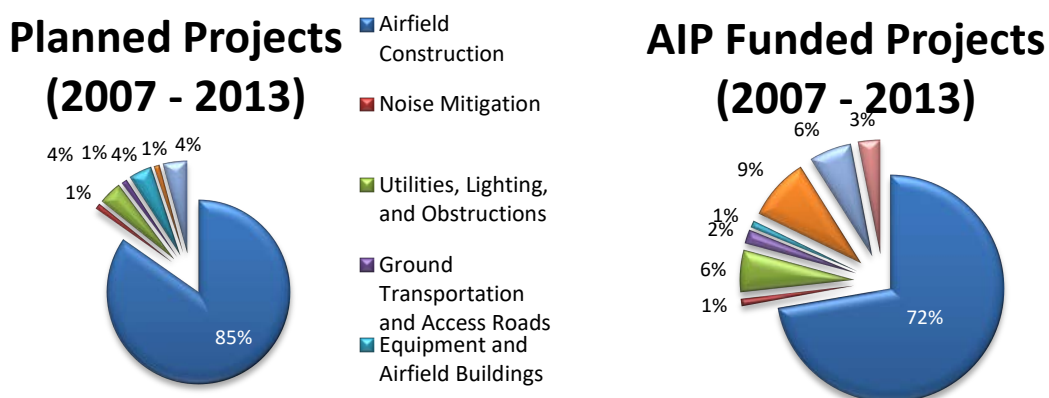 Planned Projects
(2007 - 2013)
4% 1% 4% 1% 4%
1%
85%
Airfield
Construction
Noise Mitigation
Utilities, Lighting,
and Obstructions
Ground
Transportation
and Access Roads
Equipment and
Airfield Buildings
AIP Funded Projects
(2007 - 2013)
6% 3%
9%
1%
2%
6%
1%
72%